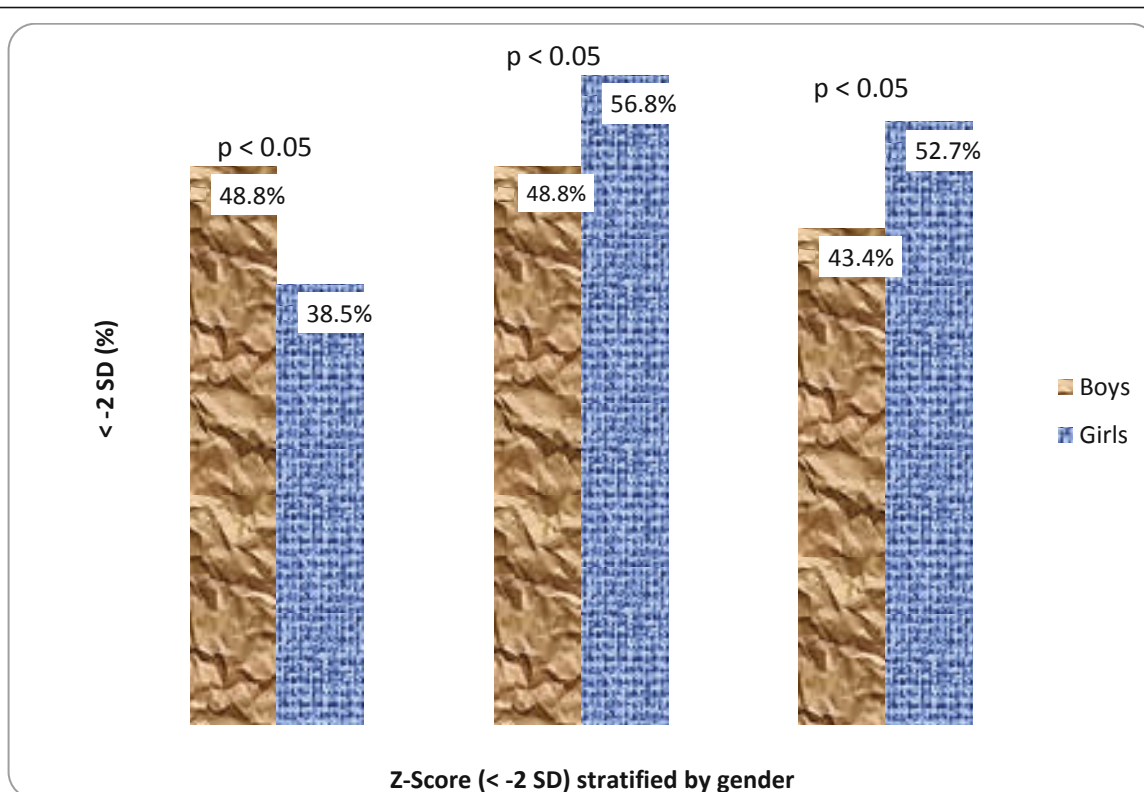 p < 0.05
p < 0.05
p < 0.05
48.8%
38.5%
48.8%
56.8%
43.4%
52.7%
< -2 SD (%)
Boys
Girls
Z-Score (< -2 SD) stratified by gender